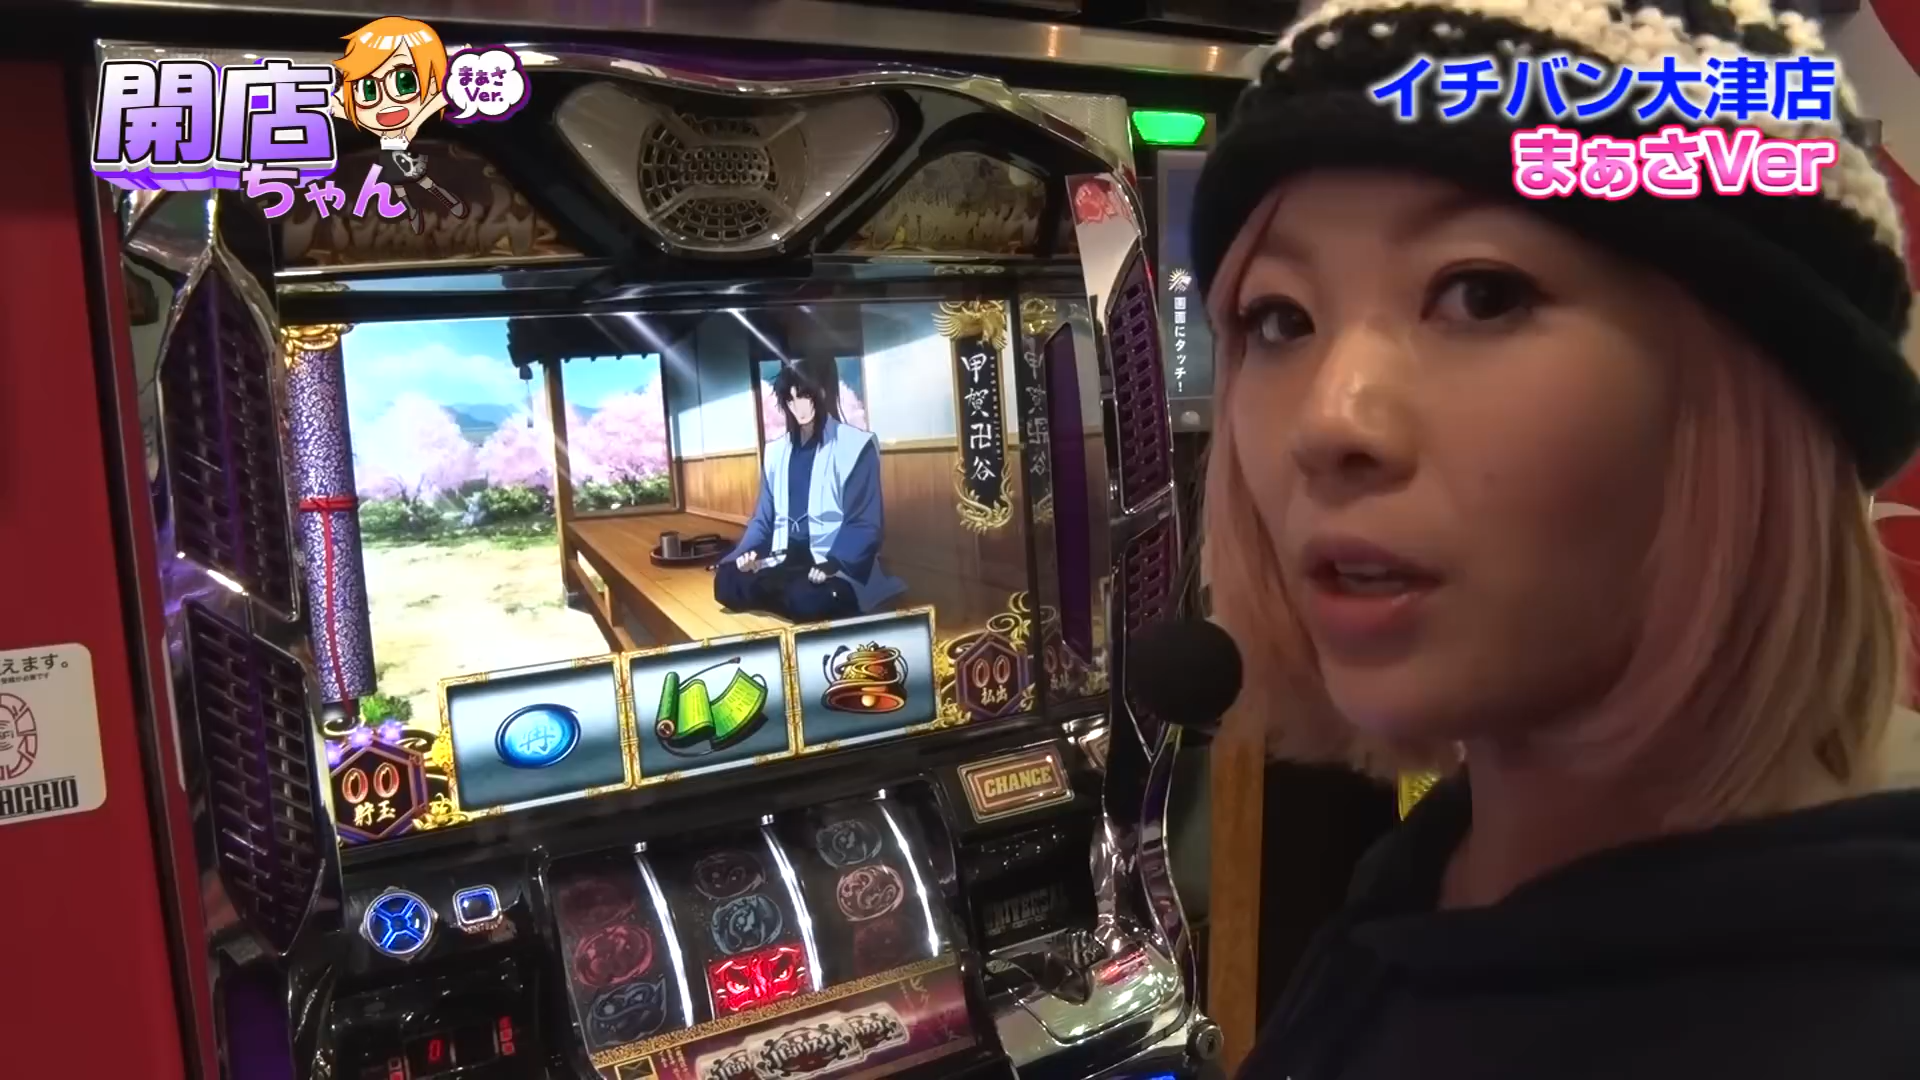 開店
ちゃん
まぁさ
Ver.
イチバン大津店
まぁさVer
画面にタッチ!
甲賀卍谷
00
払出
00
貯玉
CHANCE
UNIVERSAL
えます。
0